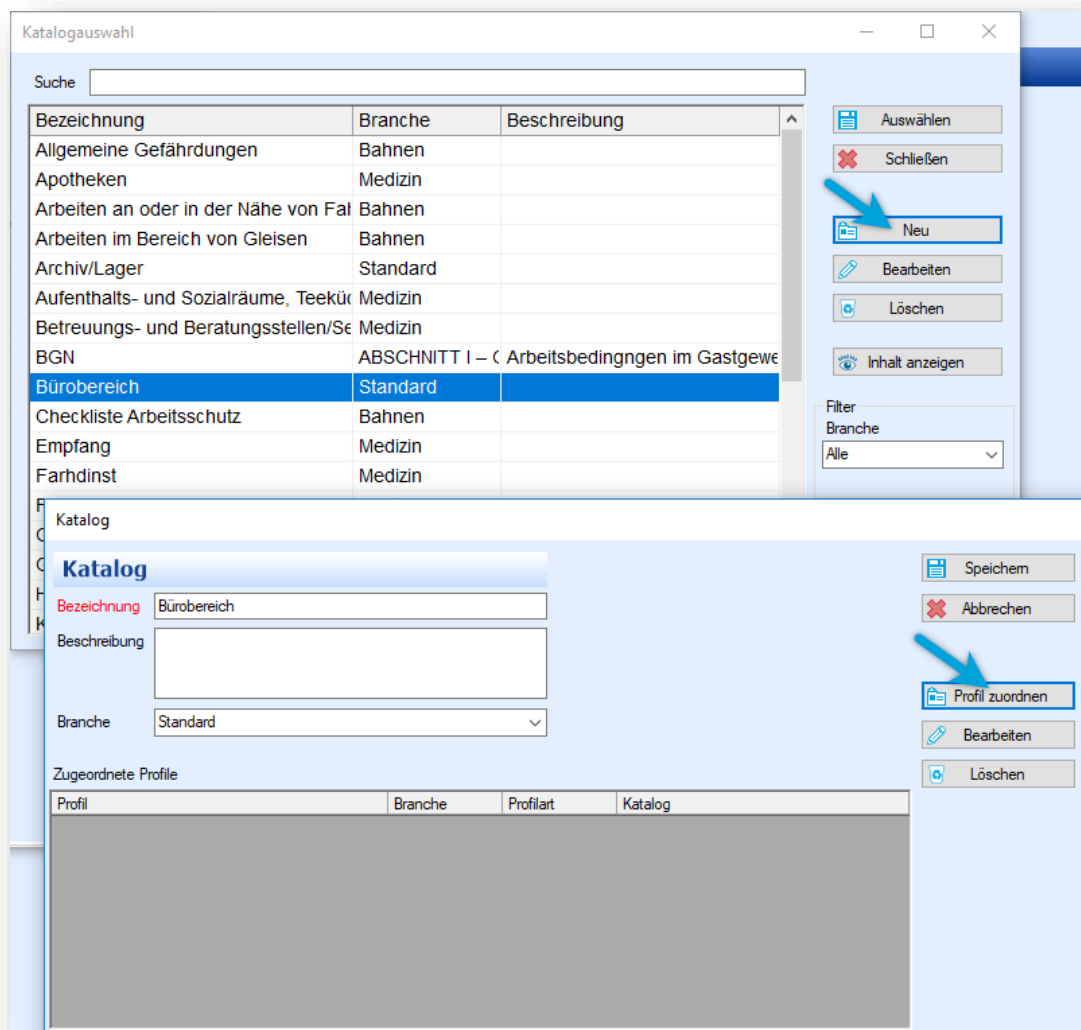 Katalogauswahl
Suche
Bezeichnung Branche Beschreibung
Allgemeine Gefährdungen Bahnen
Apotheken Medizin
Arbeiten an oder in der Nähe von Fah Bahnen
Arbeiten im Bereich von Gleisen Bahnen
Archiv/Lager Standard
Aufenthalts- und Sozialräume, Teeküc Medizin
Betreuungs- und Beratungsstellen/Se Medizin
BGN ABSCHNITT I – G Arbeitsbedingngen im Gastgewe
Bürobereich Standard
Checkliste Arbeitsschutz Bahnen
Empfang Medizin
Farhdinst Medizin
Auswählen
Schließen
Neu
Bearbeiten
Löschen
Inhalt anzeigen
Filter
Branche
Alle
Katalog
Katalog
Bezeichnung Bürobereich
Beschreibung
Branche Standard
Zugeordnete Profile
Profil Branche Profilart Katalog
Speichern
Abbrechen
Profil zuordnen
Bearbeiten
Löschen